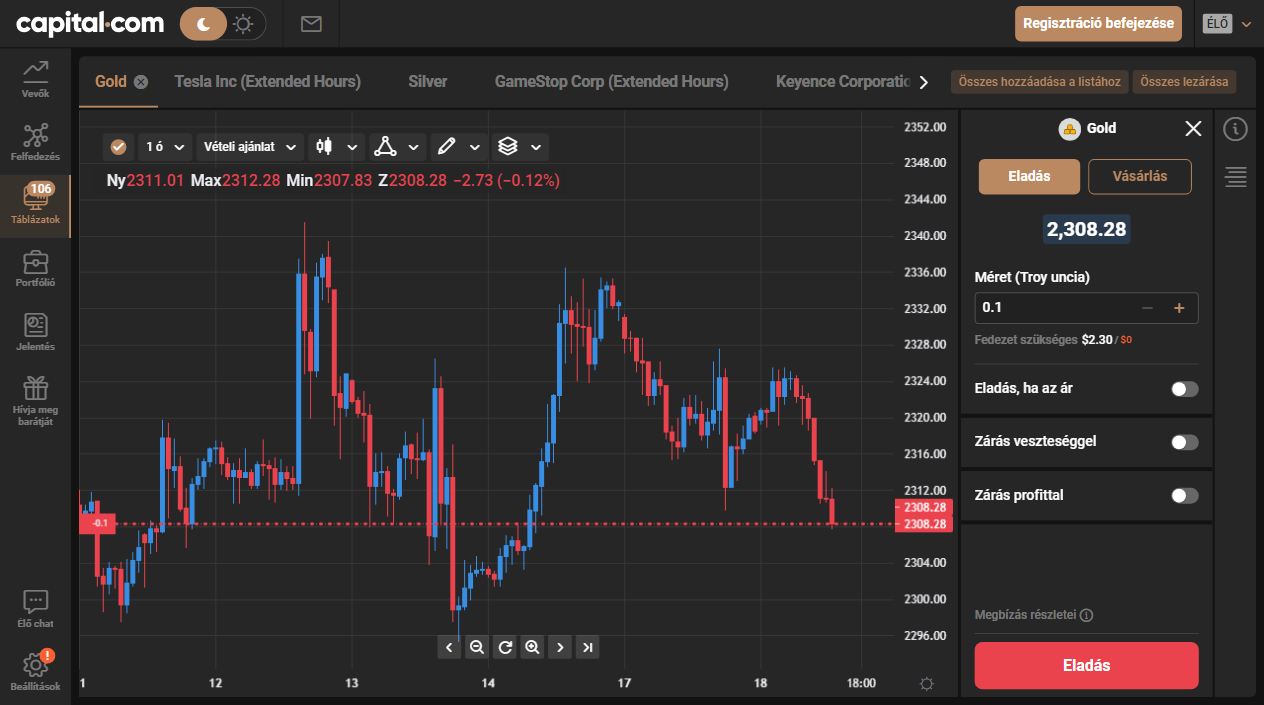 capital.com
Regisztráció befejezése
ÉLŐ
Vevők
Felfedezés
106
Táblázatok
Portfólió
Jelentés
Hívja meg
barátját
Élő chat
!
Beállítások
Gold
Tesla Inc (Extended Hours)
Silver
GameStop Corp (Extended Hours)
Keyence Corporatio
Összes hozzáadása a listához
Összes lezárása
1 ó
Vételi ajánlat
Ny2311.01 Max2312.28 Min2307.83 Z2308.28 −2.73 (−0.12%)
2352.00
2348.00
2344.00
2340.00
2336.00
2332.00
2328.00
2324.00
2320.00
2316.00
2312.00
2308.28
-0.1
2308.28
2304.00
2300.00
2296.00
1 12 13 14 17 18 18:00
Gold
Eladás
Vásárlás
2,308.28
Méret (Troy uncia)
0.1
− +
Fedezet szükséges $2.30 / $0
Eladás, ha az ár
Zárás veszteséggel
Zárás profittal
Megbízás részletei
Eladás